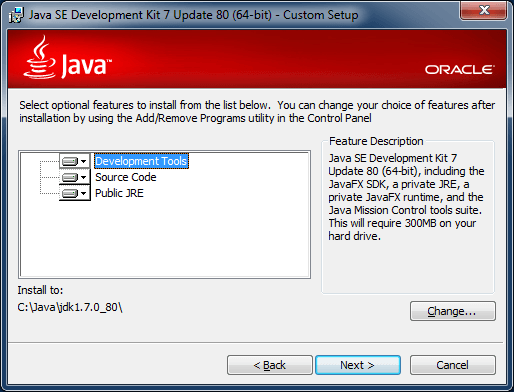 Java SE Development Kit 7 Update 80 (64-bit) - Custom Setup
Java™
ORACLE®
Select optional features to install from the list below. You can change your choice of features after
installation by using the Add/Remove Programs utility in the Control Panel
Development Tools
Source Code
Public JRE
Feature Description
Java SE Development Kit 7
Update 80 (64-bit), including the
JavaFX SDK, a private JRE, a
private JavaFX runtime, and the
Java Mission Control tools suite.
This will require 300MB on your
hard drive.
Install to:
C:\Java\jdk1.7.0_80\
Change...
< Back
Next >
Cancel